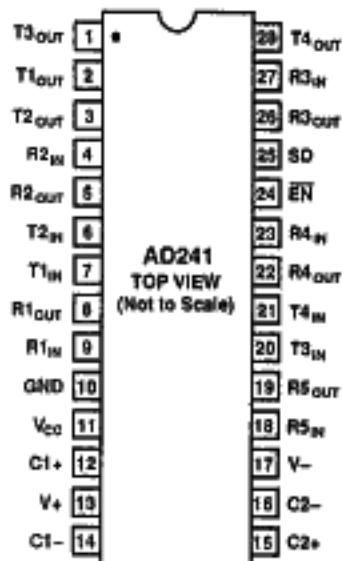 T3OUT 1 28 T4OUT
T1OUT 2 27 R3IN
T2OUT 3 26 R3OUT
R2IN 4 25 SD
R2OUT 5 24 EN
T2IN 6 23 R4IN
T1IN 7 22 R4OUT
R1OUT 8 21 T4IN
R1IN 9 20 T3IN
GND 10 19 R5OUT
VCC 11 18 R5IN
C1+ 12 17 V–
V+ 13 16 C2–
C1– 14 15 C2+
AD241
TOP VIEW
(Not to Scale)